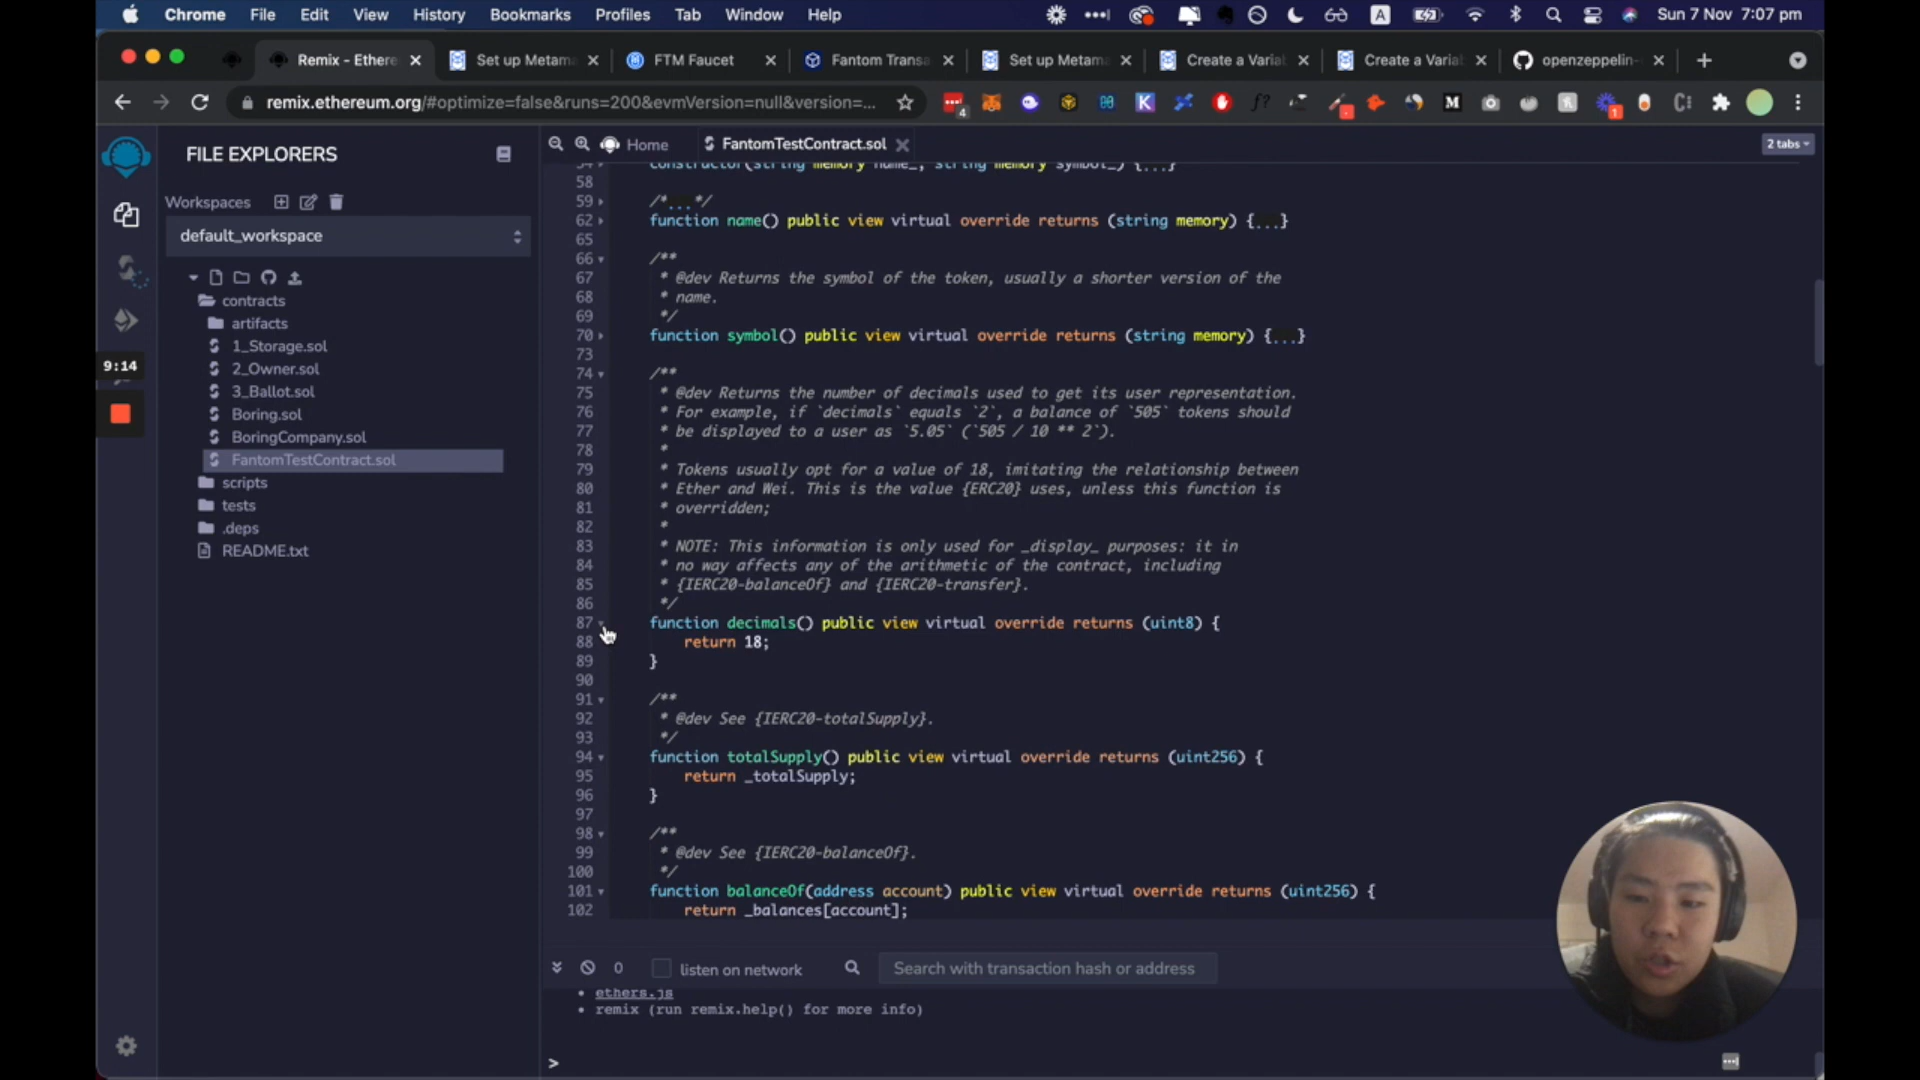 Chrome File Edit View History Bookmarks Profiles Tab Window Help A Sun 7 Nov 7:07 pm
Remix - Ethere Set up Metam FTM Faucet Fantom Transa Set up Metam Create a Varia Create a Varia openzeppelin-
remix.ethereum.org/#optimize=false&runs=200&evmVersion=null&version=... 4 K f? M 1
FILE EXPLORERS
Home
FantomTestContract.sol
2 tabs
Workspaces
default_workspace
contracts
artifacts
1_Storage.sol
2_Owner.sol
3_Ballot.sol
Boring.sol
BoringCompany.sol
FantomTestContract.sol
scripts
tests
.deps
README.txt
9:14
54 constructor(string memory name_, string memory symbol_) {...}
58
59 /*...*/
62 function name() public view virtual override returns (string memory) {...}
65
66 /**
67 * @dev Returns the symbol of the token, usually a shorter version of the
68 * name.
69 */
70 function symbol() public view virtual override returns (string memory) {...}
73
74 /**
75 * @dev Returns the number of decimals used to get its user representation.
76 * For example, if `decimals` equals `2`, a balance of `505` tokens should
77 * be displayed to a user as `5.05` (`505 / 10 ** 2`).
78 *
79 * Tokens usually opt for a value of 18, imitating the relationship between
80 * Ether and Wei. This is the value {ERC20} uses, unless this function is
81 * overridden;
82 *
83 * NOTE: This information is only used for _display_ purposes: it in
84 * no way affects any of the arithmetic of the contract, including
85 * {IERC20-balanceOf} and {IERC20-transfer}.
86 */
87 function decimals() public view virtual override returns (uint8) {
88 return 18;
89 }
90
91 /**
92 * @dev See {IERC20-totalSupply}.
93 */
94 function totalSupply() public view virtual override returns (uint256) {
95 return _totalSupply;
96 }
97
98 /**
99 * @dev See {IERC20-balanceOf}.
100 */
101 function balanceOf(address account) public view virtual override returns (uint256) {
102 return _balances[account];
0 listen on network Search with transaction hash or address
• ethers.js
• remix (run remix.help() for more info)
>